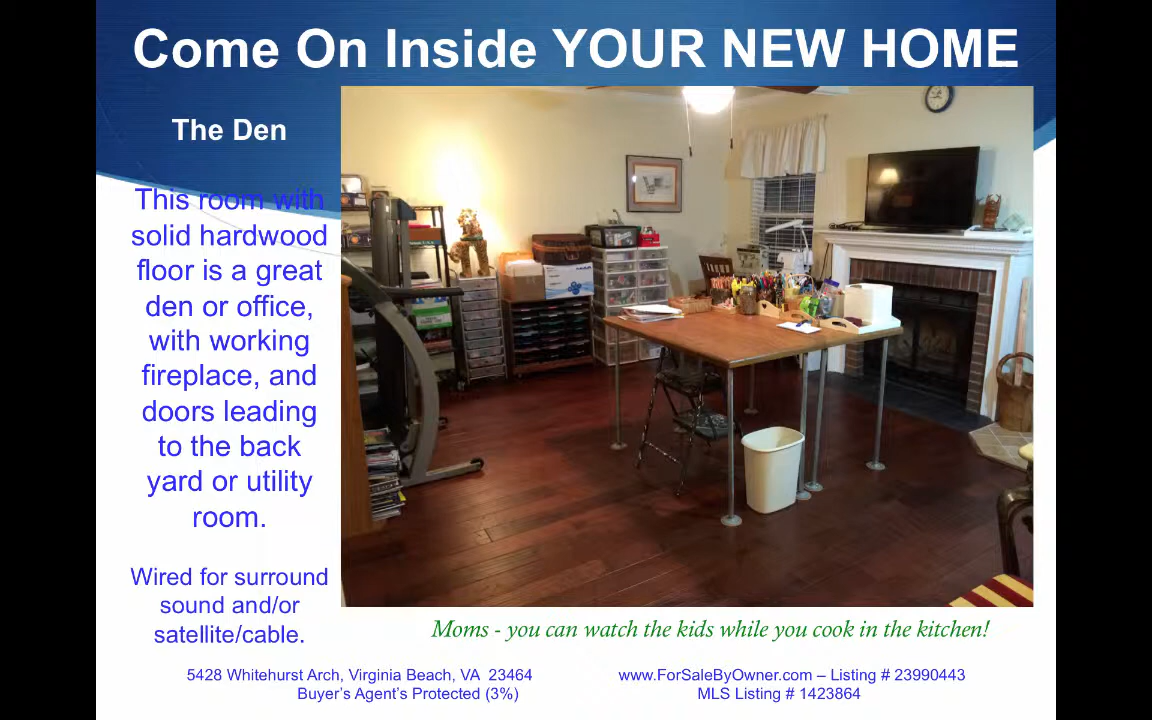 Come On Inside YOUR NEW HOME
The Den
This room with
solid hardwood
floor is a great
den or office,
with working
fireplace, and
doors leading
to the back
yard or utility
room.
Wired for surround
sound and/or
satellite/cable.
Moms - you can watch the kids while you cook in the kitchen!
5428 Whitehurst Arch, Virginia Beach, VA  23464
Buyer's Agent's Protected (3%)
www.ForSaleByOwner.com – Listing # 23990443
MLS Listing # 1423864